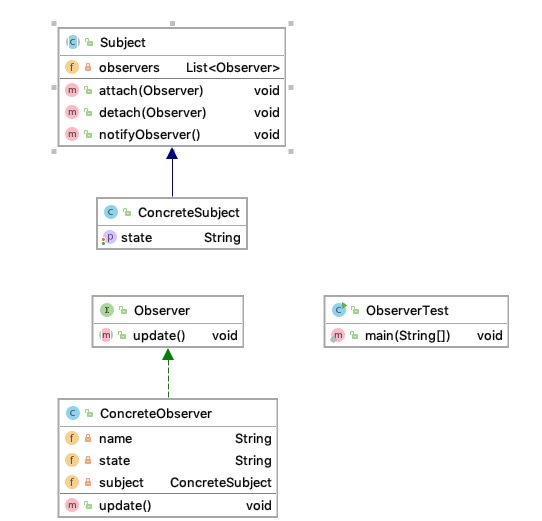 C Subject
f observers List<Observer>
m attach(Observer) void
m detach(Observer) void
m notifyObserver() void
C ConcreteSubject
p state String
I Observer
m update() void
C ObserverTest
m main(String[]) void
C ConcreteObserver
f name String
f state String
f subject ConcreteSubject
m update() void